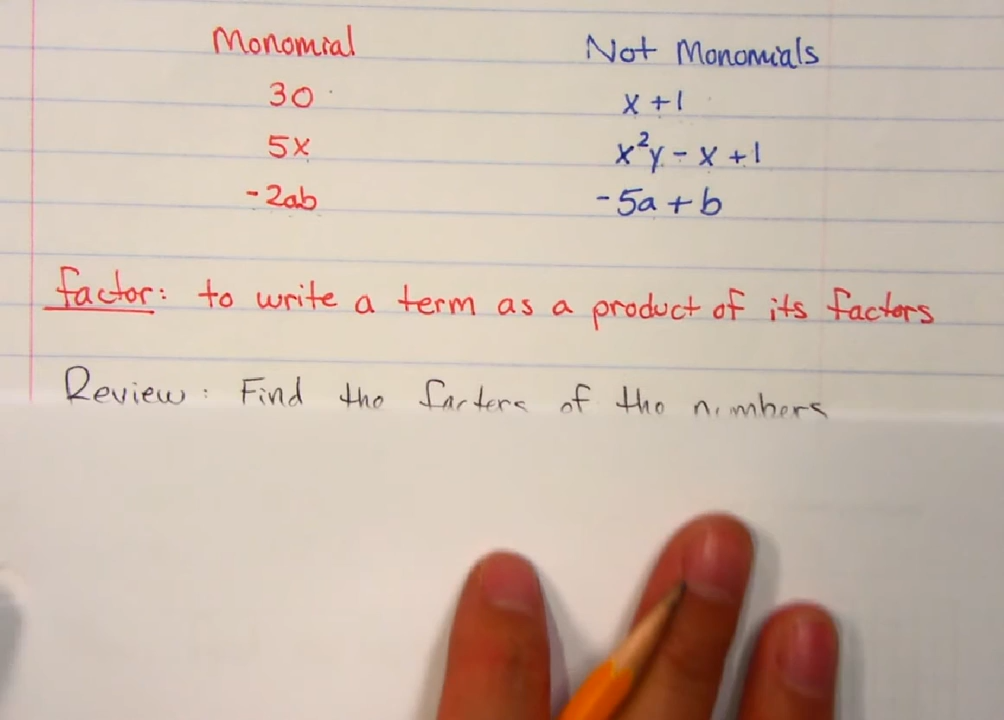 Monomial Not Monomials
30 x + 1
5x x²y - x + 1
-2ab -5a + b
factor: to write a term as a product of its factors
Review: Find the factors of the numbers